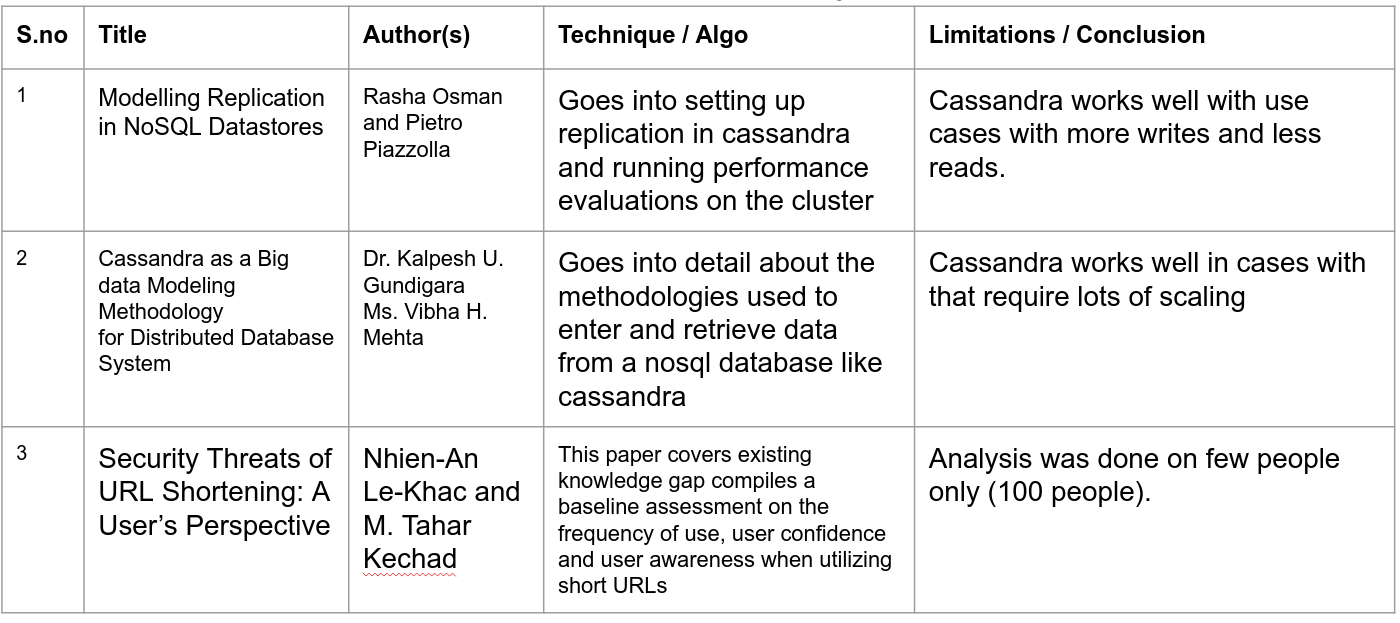 S.no Title Author(s) Technique / Algo Limitations / Conclusion
1
Modelling Replication
in NoSQL Datastores
Rasha Osman
and Pietro
Piazzolla
Goes into setting up
replication in cassandra
and running performance
evaluations on the cluster
Cassandra works well with use
cases with more writes and less
reads.
2
Cassandra as a Big
data Modeling
Methodology
for Distributed Database
System
Dr. Kalpesh U.
Gundigara
Ms. Vibha H.
Mehta
Goes into detail about the
methodologies used to
enter and retrieve data
from a nosql database like
cassandra
Cassandra works well in cases with
that require lots of scaling
3
Security Threats of
URL Shortening: A
User’s Perspective
Nhien-An
Le-Khac and
M. Tahar
Kechad
This paper covers existing
knowledge gap compiles a
baseline assessment on the
frequency of use, user confidence
and user awareness when utilizing
short URLs
Analysis was done on few people
only (100 people).